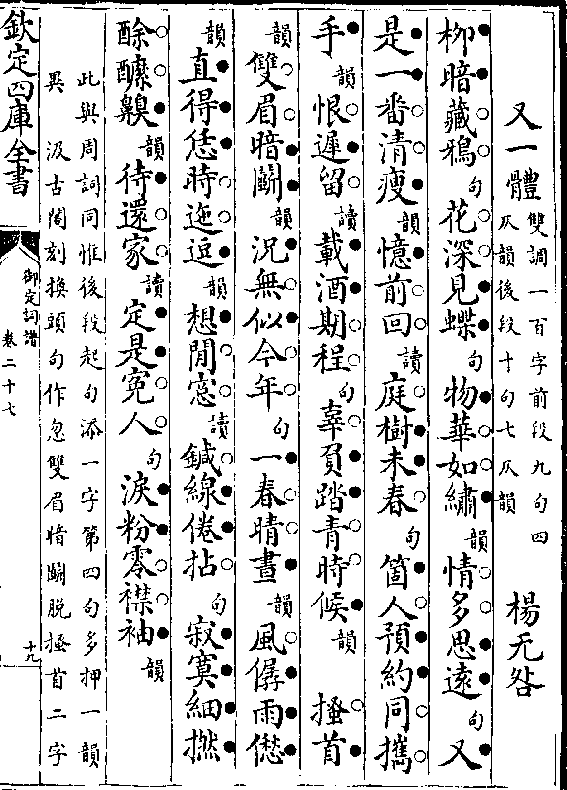 又一體 雙調一百字前段九句四
仄韻後段十句七仄韻 楊无咎
柳暗藏鴉句花深見蝶句物華如繡韻情多思遠句又
是一番清瘦韻憶前回讀庭樹未春句箇人預約同攜
手韻恨遲留讀載酒期程句辜負踏青時候韻 搔首
韻雙眉暗鬬韻況無似今年句一春晴晝韻風僝雨僽
韻直得恁時迤逗韻想閒窓讀鍼線倦拈句寂寞細撚
酴醾嗅韻待還家讀定是寃人句淚粉零襟袖韻
此與周詞同惟後段起句添一字第四句多押一韻
異 汲古閣刻換頭句作忽雙眉暗鬬脫搔首二字
欽定四庫全書
御定詞譜
卷二十七
十九